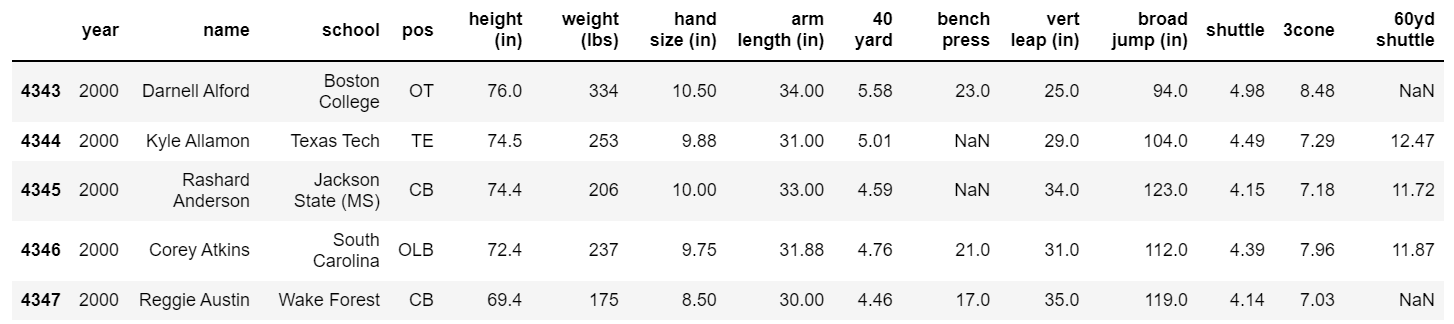 year name school pos height (in) weight (lbs) hand size (in) arm length (in) 40 yard bench press vert leap (in) broad jump (in) shuttle 3cone 60yd shuttle
4343 2000 Darnell Alford Boston College OT 76.0 334 10.50 34.00 5.58 23.0 25.0 94.0 4.98 8.48 NaN
4344 2000 Kyle Allamon Texas Tech TE 74.5 253 9.88 31.00 5.01 NaN 29.0 104.0 4.49 7.29 12.47
4345 2000 Rashard Anderson Jackson State (MS) CB 74.4 206 10.00 33.00 4.59 NaN 34.0 123.0 4.15 7.18 11.72
4346 2000 Corey Atkins South Carolina OLB 72.4 237 9.75 31.88 4.76 21.0 31.0 112.0 4.39 7.96 11.87
4347 2000 Reggie Austin Wake Forest CB 69.4 175 8.50 30.00 4.46 17.0 35.0 119.0 4.14 7.03 NaN